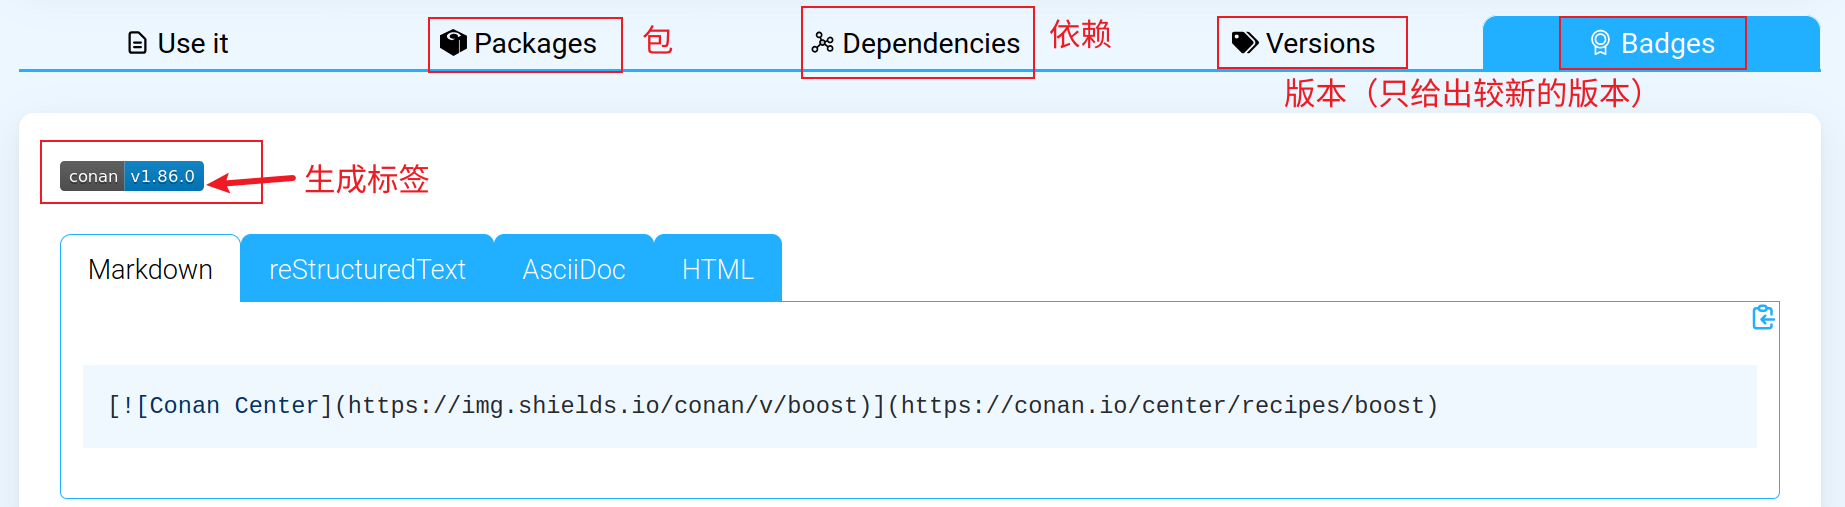 Use it
Packages
包
Dependencies
依赖
Versions
Badges
版本（只给出较新的版本）
conan v1.86.0
生成标签
Markdown
reStructuredText
AsciiDoc
HTML
[![Conan Center](https://img.shields.io/conan/v/boost)](https://conan.io/center/recipes/boost)